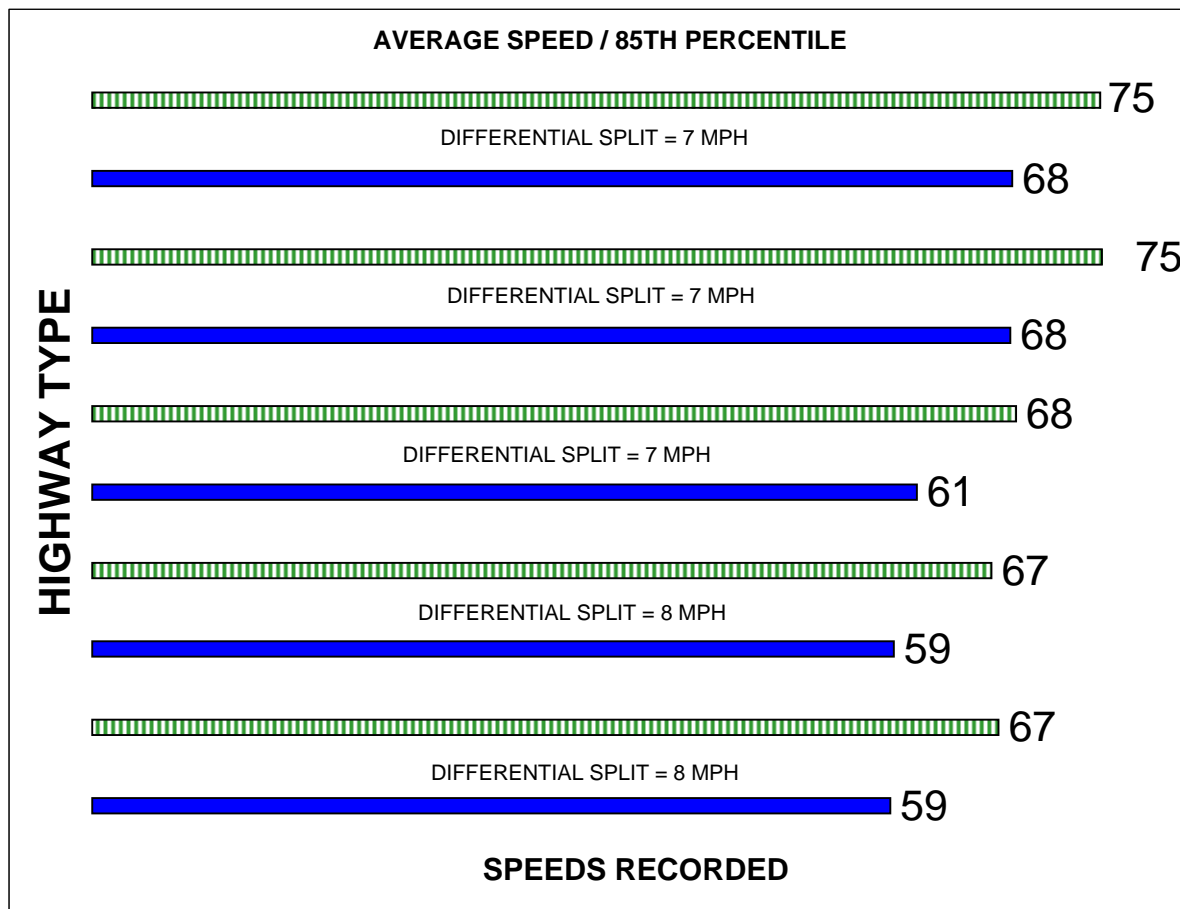 AVERAGE SPEED / 85TH PERCENTILE
75
DIFFERENTIAL SPLIT = 7 MPH
68
75
DIFFERENTIAL SPLIT = 7 MPH
68
HIGHWAY TYPE
68
DIFFERENTIAL SPLIT = 7 MPH
61
67
DIFFERENTIAL SPLIT = 8 MPH
59
67
DIFFERENTIAL SPLIT = 8 MPH
59
SPEEDS RECORDED